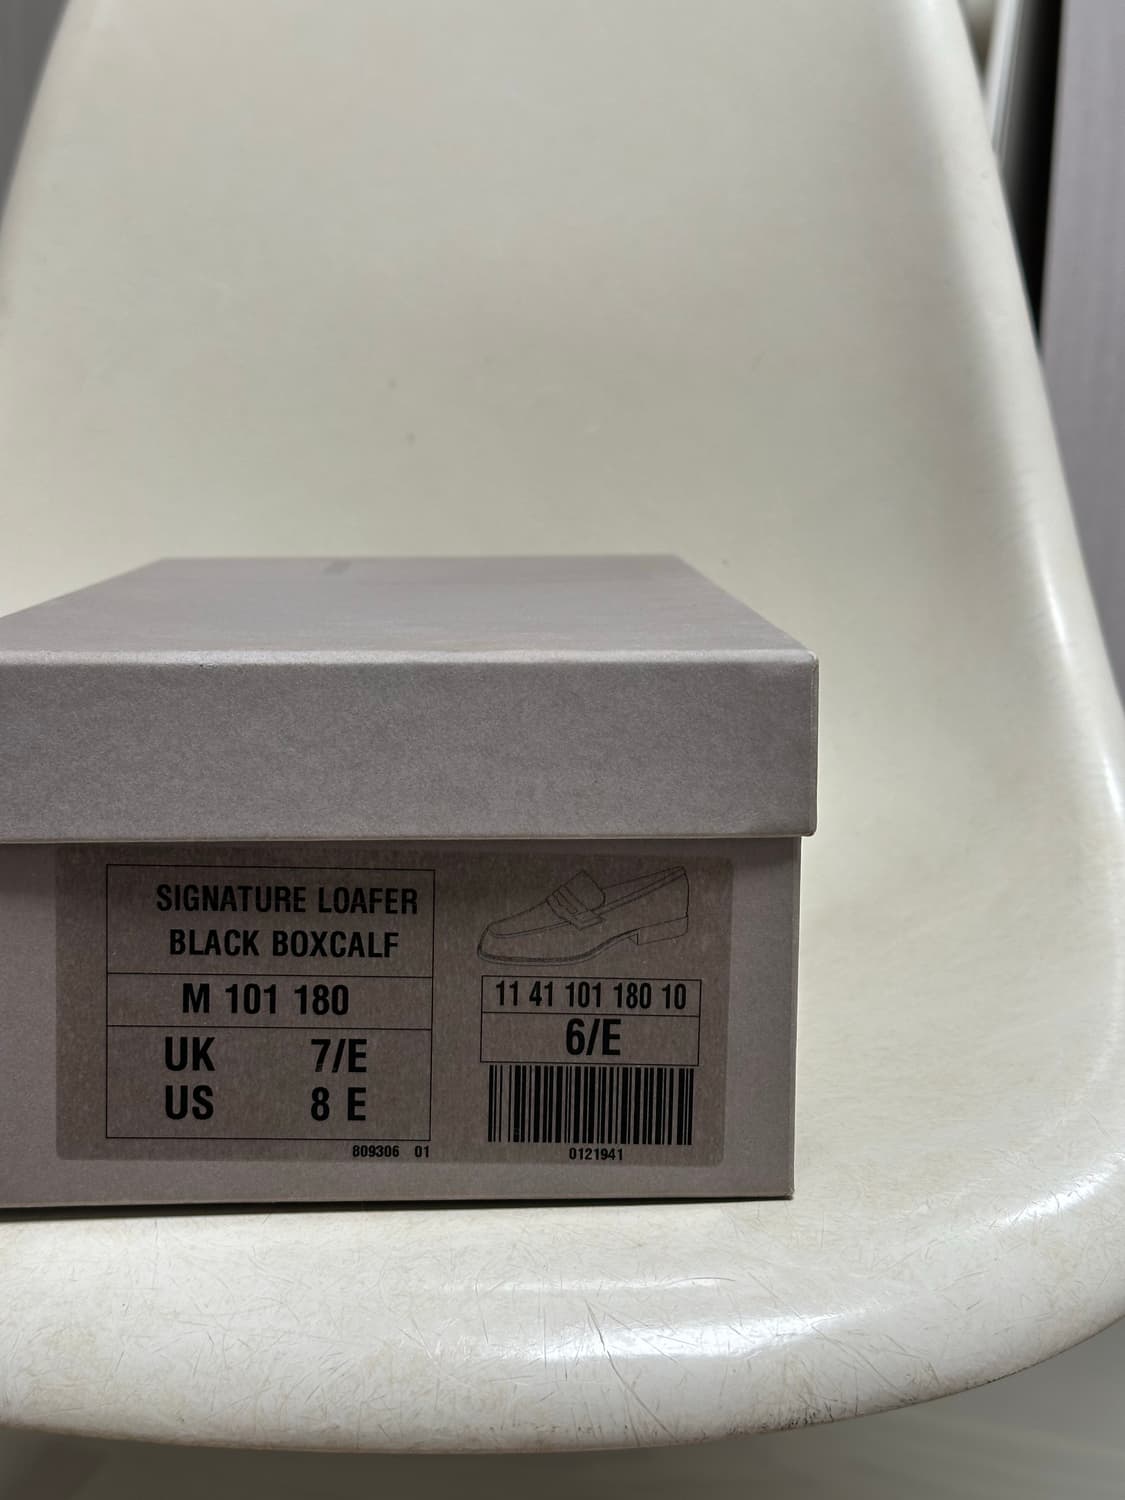 SIGNATURE LOAFER
BLACK BOXCALF
M 101 180
UK 7/E
US 8 E
809306 01
11 41 101 180 10
6/E
0121941